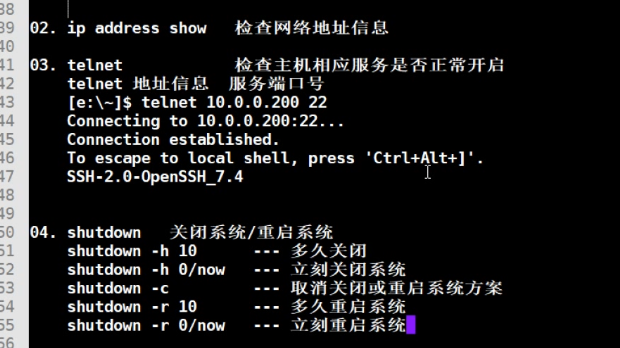 38
39 02. ip address show 检查网络地址信息
40
41 03. telnet 检查主机相应服务是否正常开启
42 telnet 地址信息 服务端口号
43 [e:\~]$ telnet 10.0.0.200 22
44 Connecting to 10.0.0.200:22...
45 Connection established.
46 To escape to local shell, press 'Ctrl+Alt+]'.
47 SSH-2.0-OpenSSH_7.4
48
49
50 04. shutdown 关闭系统/重启系统
51 shutdown -h 10 --- 多久关闭
52 shutdown -h 0/now --- 立刻关闭系统
53 shutdown -c --- 取消关闭或重启系统方案
54 shutdown -r 10 --- 多久重启系统
55 shutdown -r 0/now --- 立刻重启系统
56